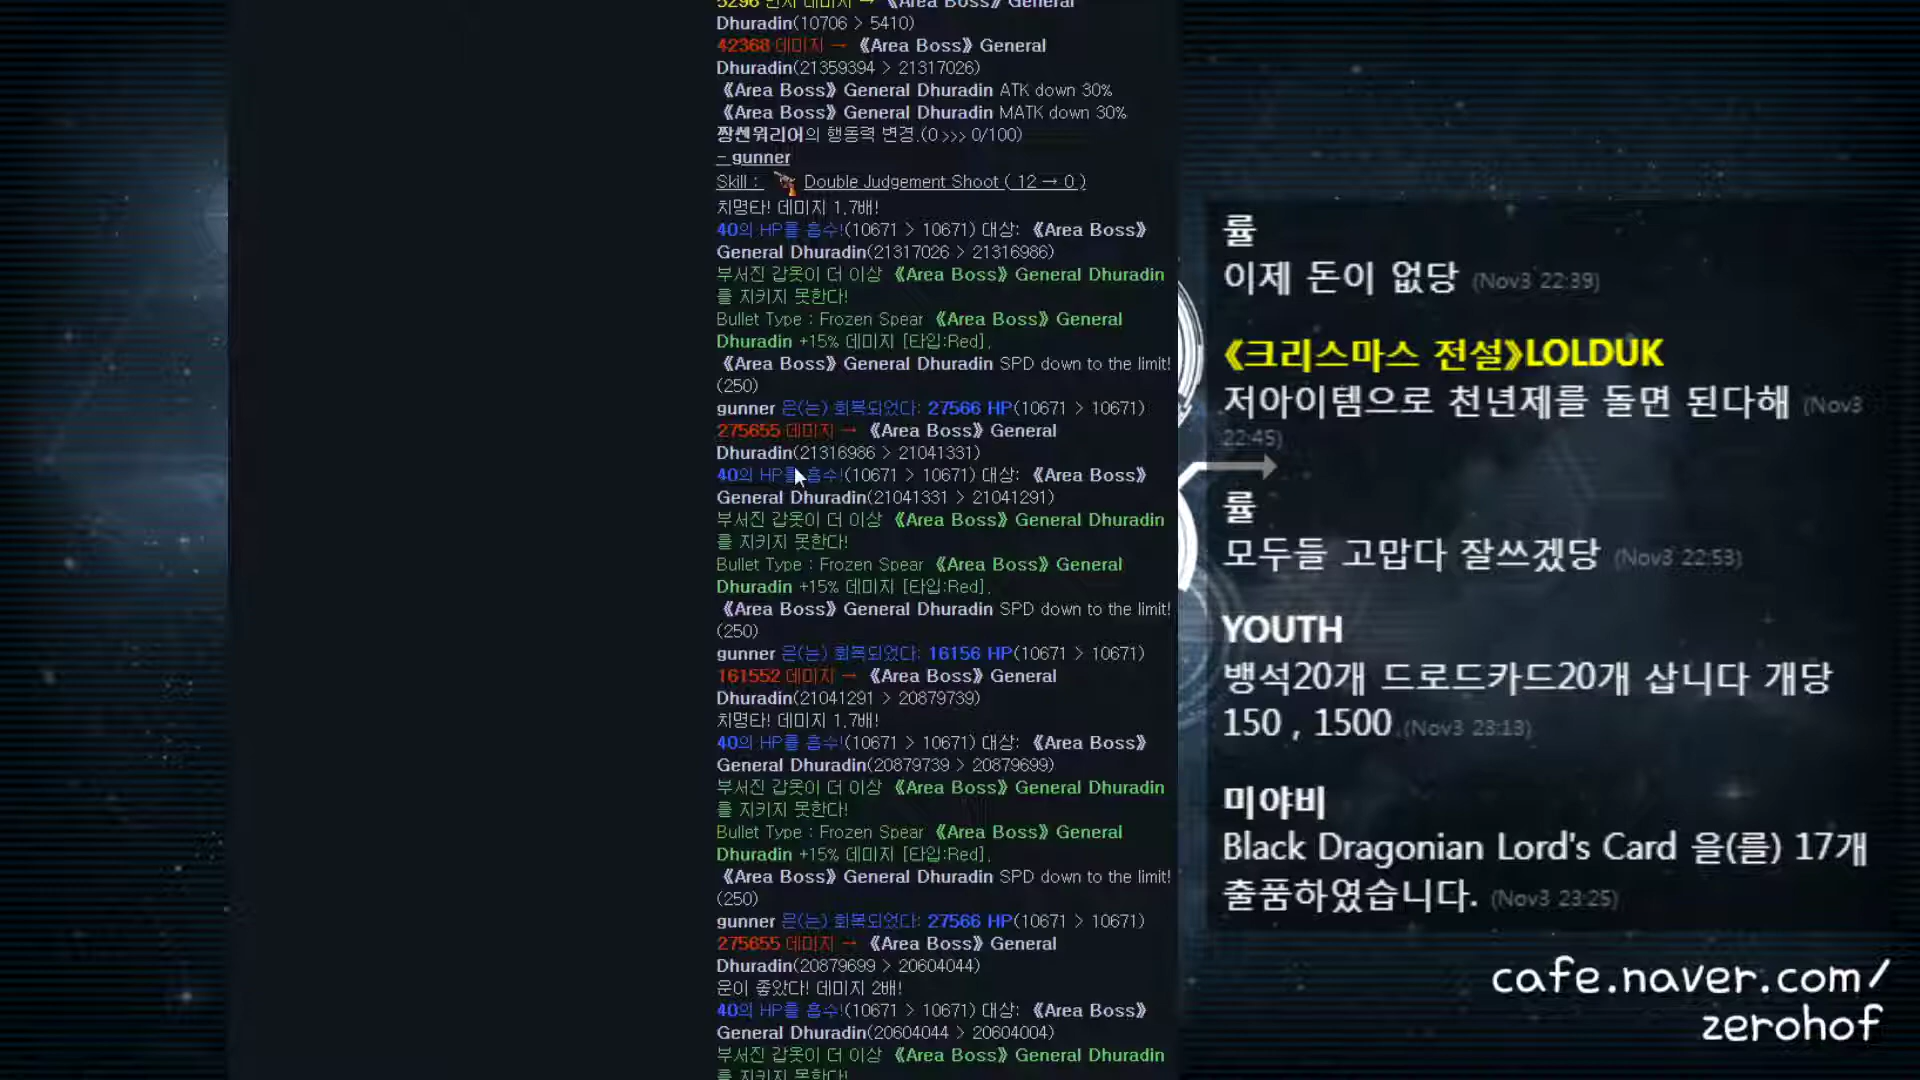 5296 데미지 → 《Area Boss》 General
Dhuradin(10706 > 5410)
42368 데미지 → 《Area Boss》 General
Dhuradin(21359394 > 21317026)
《Area Boss》 General Dhuradin ATK down 30%
《Area Boss》 General Dhuradin MATK down 30%
짱쎈워리어의 행동력 변경.(0 >>> 0/100)
- gunner
Skill : Double Judgement Shoot ( 12 → 0 )
치명타! 데미지 1.7배!
40의 HP를 흡수!(10671 > 10671) 대상: 《Area Boss》
General Dhuradin(21317026 > 21316986)
부서진 갑옷이 더 이상 《Area Boss》 General Dhuradin
를 지키지 못한다!
Bullet Type : Frozen Spear 《Area Boss》 General
Dhuradin +15% 데미지 [타입:Red].
《Area Boss》 General Dhuradin SPD down to the limit!
(250)
gunner 은(는) 회복되었다: 27566 HP(10671 > 10671)
275655 데미지 → 《Area Boss》 General
Dhuradin(21316986 > 21041331)
40의 HP를 흡수!(10671 > 10671) 대상: 《Area Boss》
General Dhuradin(21041331 > 21041291)
부서진 갑옷이 더 이상 《Area Boss》 General Dhuradin
를 지키지 못한다!
Bullet Type : Frozen Spear 《Area Boss》 General
Dhuradin +15% 데미지 [타입:Red].
《Area Boss》 General Dhuradin SPD down to the limit!
(250)
gunner 은(는) 회복되었다: 16156 HP(10671 > 10671)
161552 데미지 → 《Area Boss》 General
Dhuradin(21041291 > 20879739)
치명타! 데미지 1.7배!
40의 HP를 흡수!(10671 > 10671) 대상: 《Area Boss》
General Dhuradin(20879739 > 20879699)
부서진 갑옷이 더 이상 《Area Boss》 General Dhuradin
를 지키지 못한다!
Bullet Type : Frozen Spear 《Area Boss》 General
Dhuradin +15% 데미지 [타입:Red].
《Area Boss》 General Dhuradin SPD down to the limit!
(250)
gunner 은(는) 회복되었다: 27566 HP(10671 > 10671)
275655 데미지 → 《Area Boss》 General
Dhuradin(20879699 > 20604044)
운이 좋았다! 데미지 2배!
40의 HP를 흡수!(10671 > 10671) 대상: 《Area Boss》
General Dhuradin(20604044 > 20604004)
부서진 갑옷이 더 이상 《Area Boss》 General Dhuradin
를 지키지 못한다!
률
이제 돈이 없당 (Nov3 22:39)
《크리스마스 전설》LOLDUK
저아이템으로 천년제를 돌면 된다해 (Nov3
22:45)
률
모두들 고맙다 잘쓰겠당 (Nov3 22:53)
YOUTH
뱅석20개 드로드카드20개 삽니다 개당
150 , 1500 (Nov3 23:13)
미야비
Black Dragonian Lord's Card 을(를) 17개
출품하였습니다. (Nov3 23:25)
cafe.naver.com/
zerohof